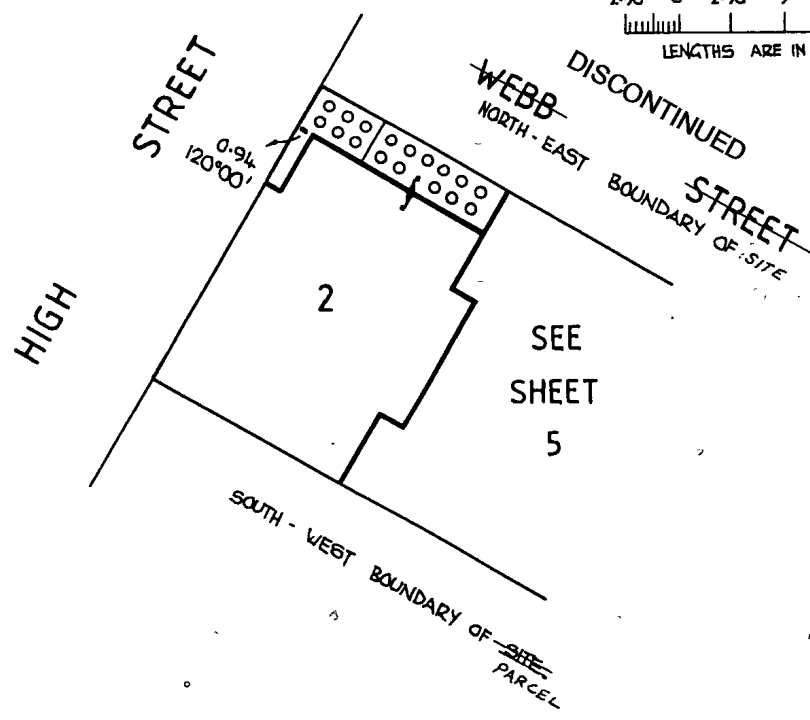 LENGTHS ARE IN
DISCONTINUED
WEBB STREET
NORTH-EAST BOUNDARY OF SITE
HIGH STREET
0.94
120°00'
2
SEE
SHEET
5
SOUTH-WEST BOUNDARY OF SITE
PARCEL